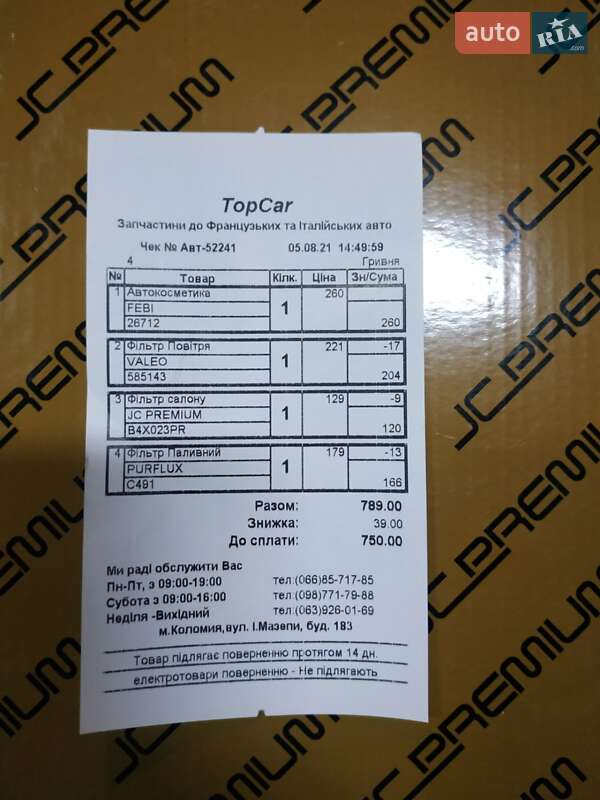 auto RIA.com
JC PREMIUM
JC PREMIUM
JC PREMIUM
TopCar
Запчастини до Французьких та Італійських авто
Чек № Авт-52241 05.08.21 14:49:59
4 Гривня
№ Товар Кілк. Ціна Зн/Сума
1 Автокосметика 1 260
FEBI
26712 260
2 Фільтр Повітря 1 221 -17
VALEO
585143 204
3 Фільтр салону 1 129 -9
JC PREMIUM
B4X023PR 120
4 Фільтр Паливний 1 179 -13
PURFLUX
C491 166
Разом: 789.00
Знижка: 39.00
До сплати: 750.00
Ми раді обслужити Вас
Пн-Пт, з 09:00-19:00 тел.(066)85-717-85
Субота з 09:00-16:00 тел.(098)771-79-88
Неділя -Вихідний тел.(063)926-01-69
м.Коломия,вул. І.Мазепи, буд. 183
Товар підлягає поверненню протягом 14 дн.
електротовари поверненню - Не підлягають
JC PREMIUM
JC PREMIUM